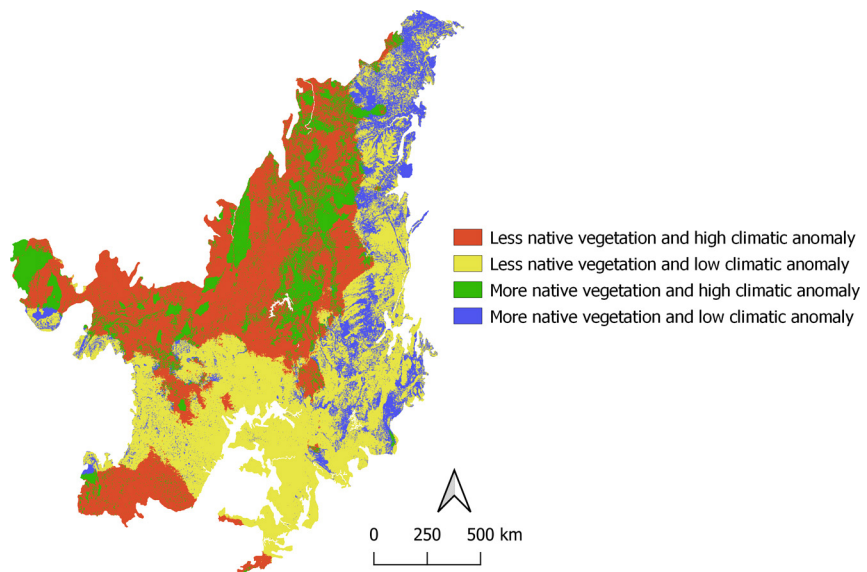 Less native vegetation and high climatic anomaly
Less native vegetation and low climatic anomaly
More native vegetation and high climatic anomaly
More native vegetation and low climatic anomaly
0 250 500 km